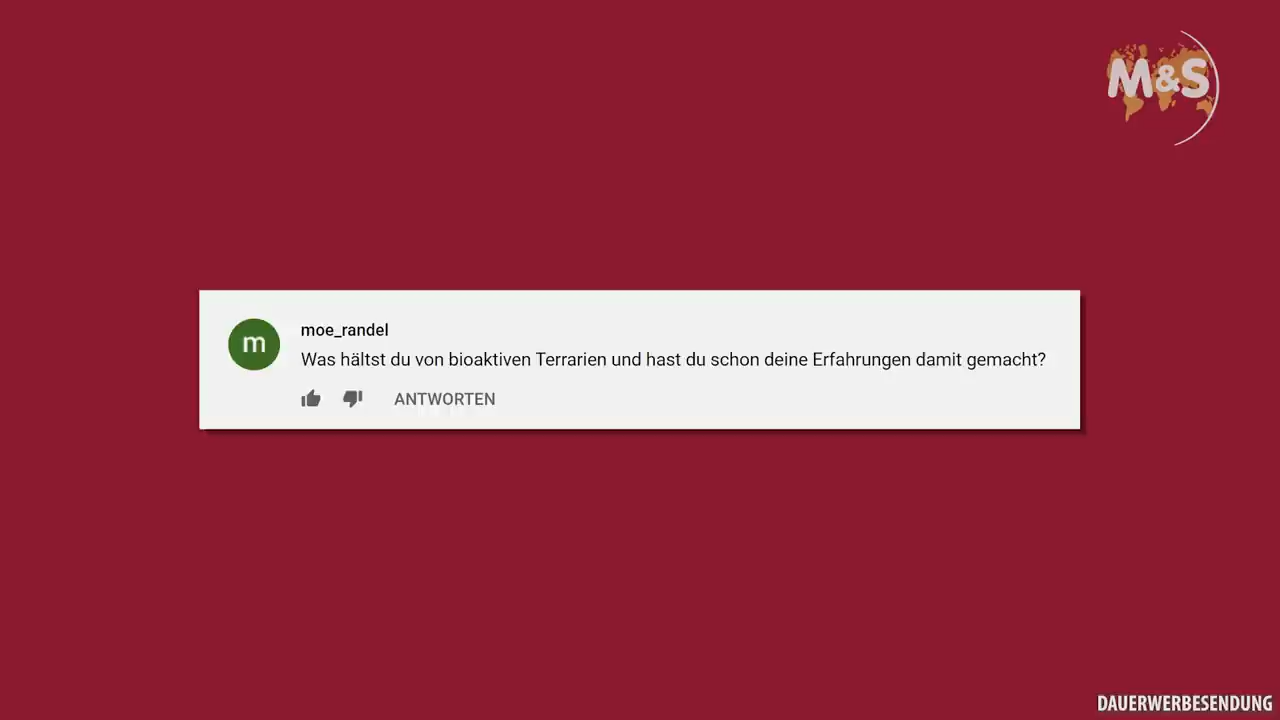 M&S
m
moe_randel
Was hältst du von bioaktiven Terrarien und hast du schon deine Erfahrungen damit gemacht?
ANTWORTEN
DAUERWERBESENDUNG